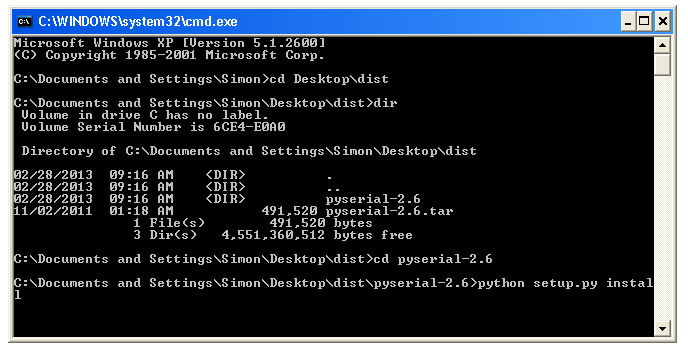 C:\WINDOWS\system32\cmd.exe
Microsoft Windows XP [Version 5.1.2600]
(C) Copyright 1985-2001 Microsoft Corp.
C:\Documents and Settings\Simon>cd Desktop\dist
C:\Documents and Settings\Simon\Desktop\dist>dir
Volume in drive C has no label.
Volume Serial Number is 6CE4-E0A0
Directory of C:\Documents and Settings\Simon\Desktop\dist
02/28/2013  09:16 AM    <DIR>          .
02/28/2013  09:16 AM    <DIR>          ..
02/28/2013  09:16 AM    <DIR>          pyserial-2.6
11/02/2011  01:18 AM           491,520 pyserial-2.6.tar
1 File(s)        491,520 bytes
3 Dir(s)   4,551,360,512 bytes free
C:\Documents and Settings\Simon\Desktop\dist>cd pyserial-2.6
C:\Documents and Settings\Simon\Desktop\dist\pyserial-2.6>python setup.py instal
l